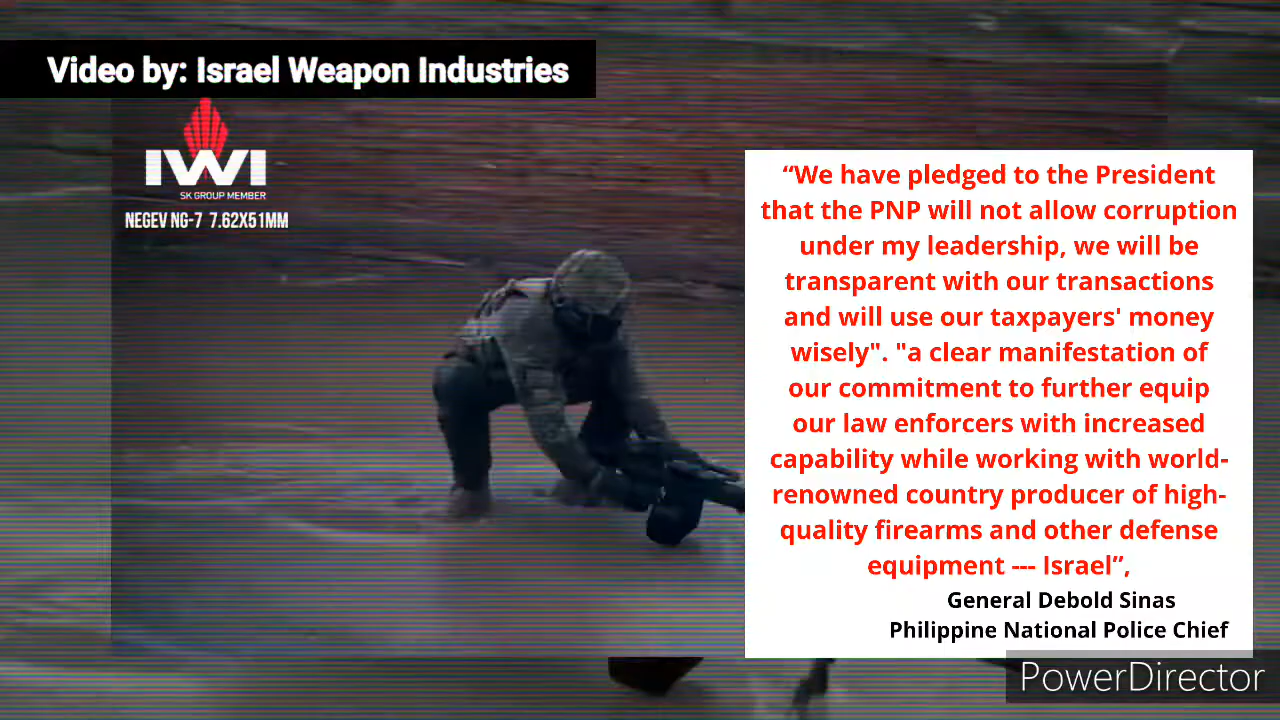 Video by: Israel Weapon Industries
IWI
SK GROUP MEMBER
NEGEV NG-7 7.62X51MM
“We have pledged to the President
that the PNP will not allow corruption
under my leadership, we will be
transparent with our transactions
and will use our taxpayers' money
wisely". "a clear manifestation of
our commitment to further equip
our law enforcers with increased
capability while working with world-
renowned country producer of high-
quality firearms and other defense
equipment --- Israel”,
General Debold Sinas
Philippine National Police Chief
PowerDirector